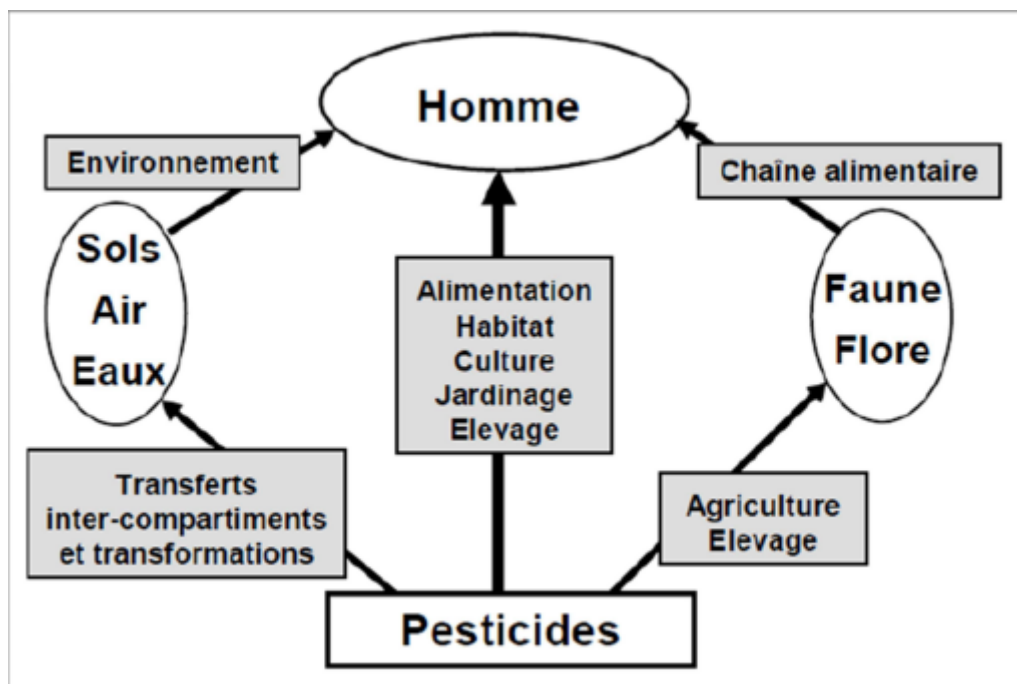 Homme
Environnement
Chaîne alimentaire
Sols
Air
Eaux
Alimentation
Habitat
Culture
Jardinage
Elevage
Faune
Flore
Transferts
inter-compartiments
et transformations
Agriculture
Elevage
Pesticides